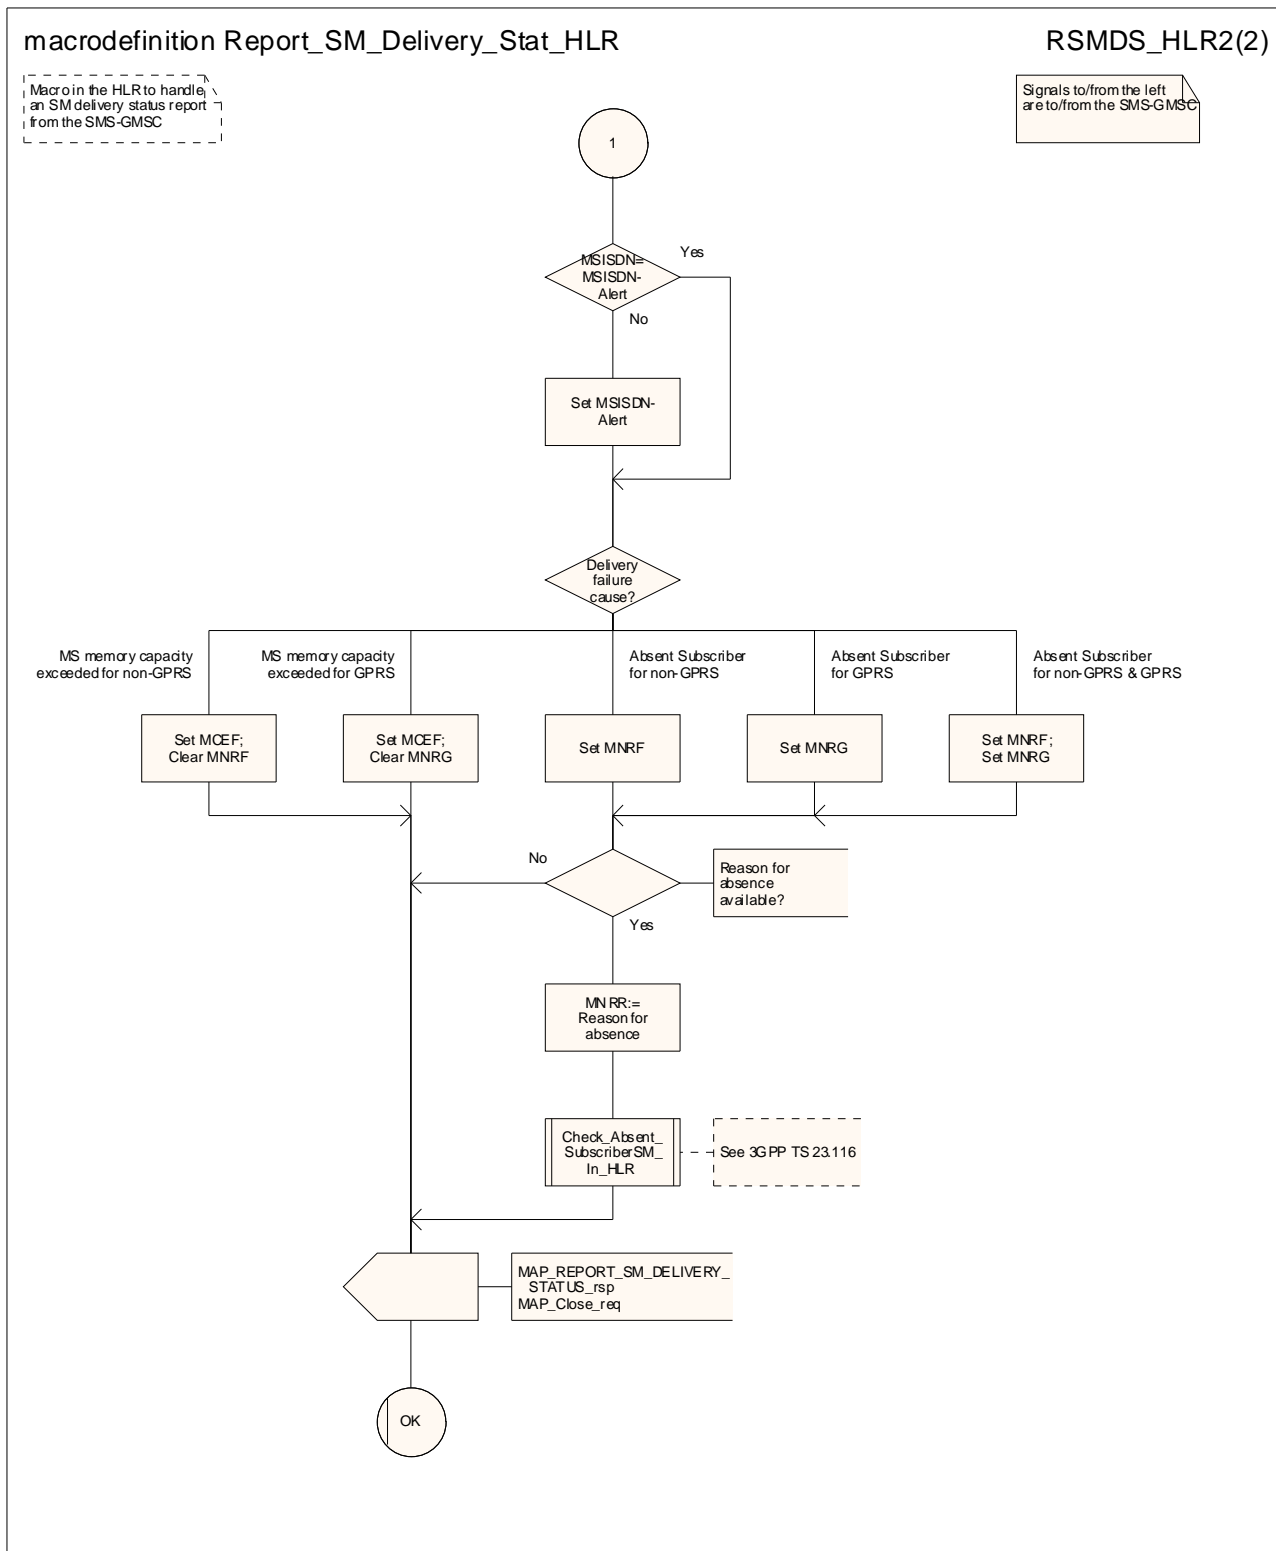 macrodefinition Report_SM_Delivery_Stat_HLR
RSMDS_HLR2(2)
Macro in the HLR to handle
an SM delivery status report
from the SMS-GMSC
Signals to/from the left
are to/from the SMS-GMSC
1
MSISDN=
MSISDN-
Alert
Yes
No
Set MSISDN-
Alert
Delivery
failure
cause?
MS memory capacity
exceeded for non-GPRS
MS memory capacity
exceeded for GPRS
Absent Subscriber
for non-GPRS
Absent Subscriber
for GPRS
Absent Subscriber
for non-GPRS & GPRS
Set MCEF;
Clear MNRF
Set MCEF;
Clear MNRG
Set MNRF
Set MNRG
Set MNRF;
Set MNRG
No
Reason for
absence
available?
Yes
MNRR:=
Reason for
absence
Check_Absent_
SubscriberSM_
In_HLR
See 3GPP TS 23.116
MAP_REPORT_SM_DELIVERY_
STATUS_rsp
MAP_Close_req
OK